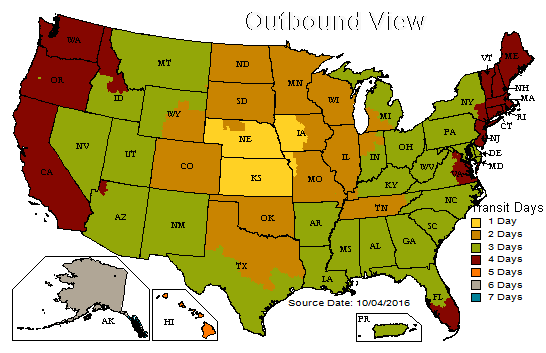 Outbound View
WA
MT
ND
MN
VT
ME
OR
ID
SD
WI
MI
NY
NH
MA
WY
IA
RI
CT
NV
UT
NE
IL
IN
OH
PA
NJ
DE
MD
CA
CO
KS
MO
KY
WV
VA
AZ
NM
OK
TN
NC
AR
SC
TX
LA
MS
AL
GA
FL
AK
HI
PR
Transit Days
1 Day
2 Days
3 Days
4 Days
5 Days
6 Days
7 Days
Source Date: 10/04/2016